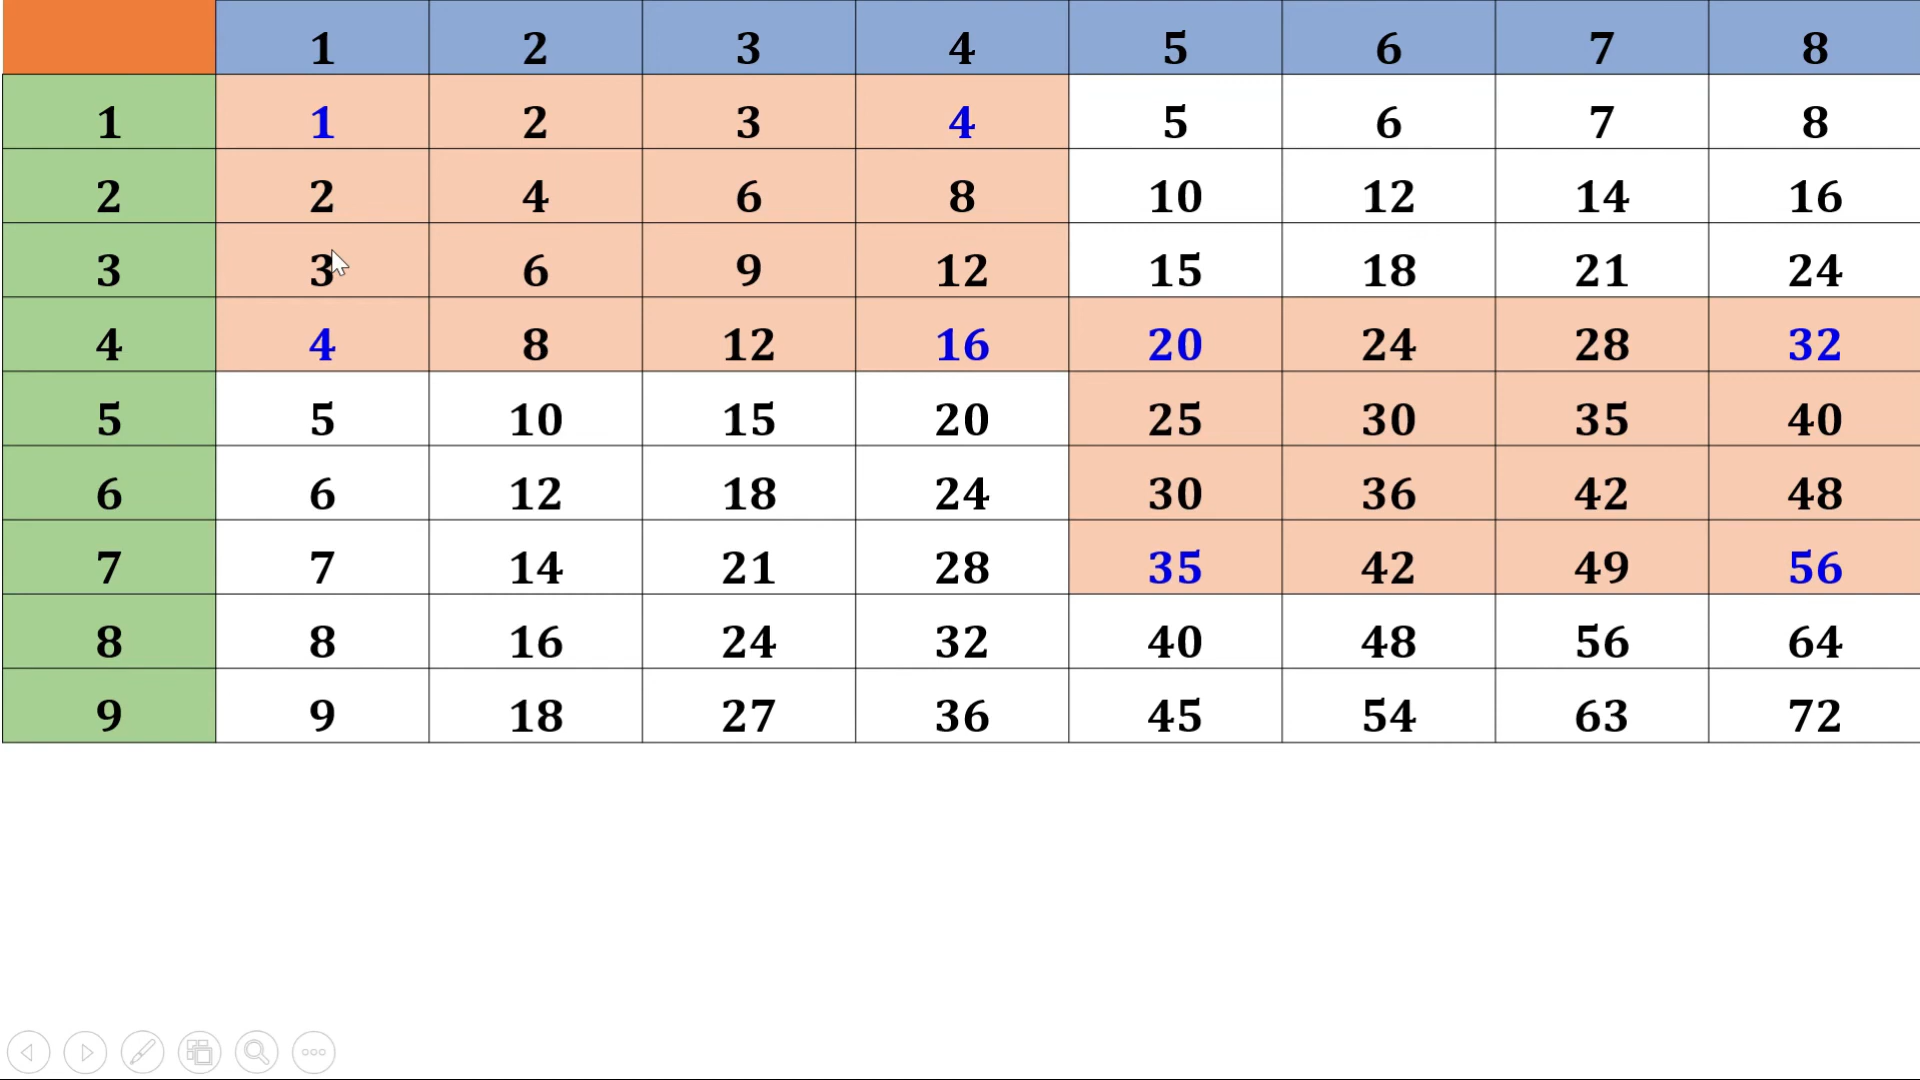 1 2 3 4 5 6 7 8
1 1 2 3 4 5 6 7 8
2 2 4 6 8 10 12 14 16
3 3 6 9 12 15 18 21 24
4 4 8 12 16 20 24 28 32
5 5 10 15 20 25 30 35 40
6 6 12 18 24 30 36 42 48
7 7 14 21 28 35 42 49 56
8 8 16 24 32 40 48 56 64
9 9 18 27 36 45 54 63 72